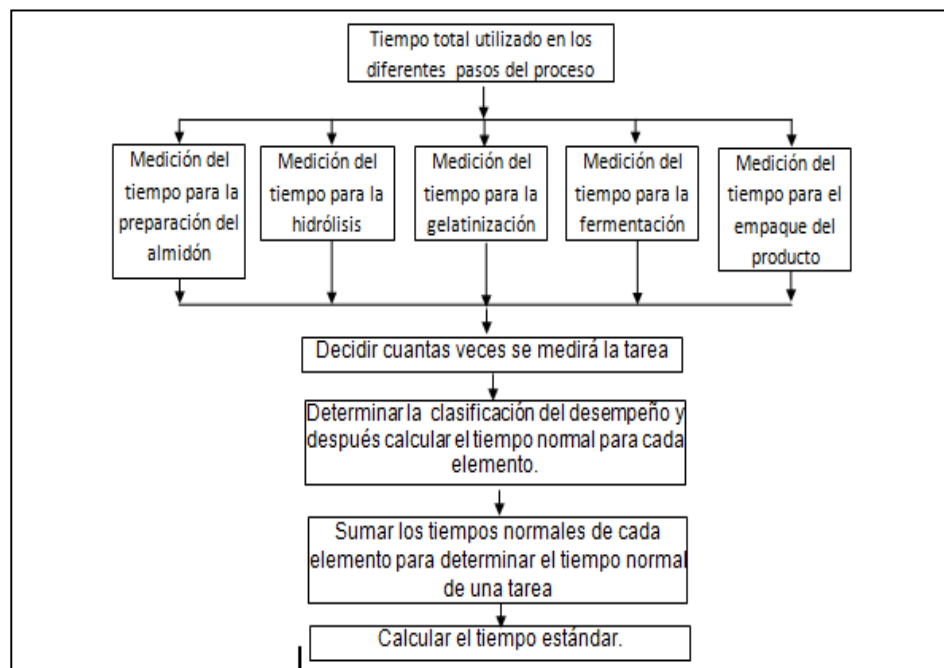 Tiempo total utilizado en los
diferentes pasos del proceso
Medición del
tiempo para la
preparación del
almidón
Medición del
tiempo para la
hidrólisis
Medición del
tiempo para la
gelatinización
Medición del
tiempo para la
fermentación
Medición del
tiempo para el
empaque del
producto
Decidir cuantas veces se medirá la tarea
Determinar la clasificación del desempeño y
después calcular el tiempo normal para cada
elemento.
Sumar los tiempos normales de cada
elemento para determinar el tiempo normal
de una tarea
Calcular el tiempo estándar.